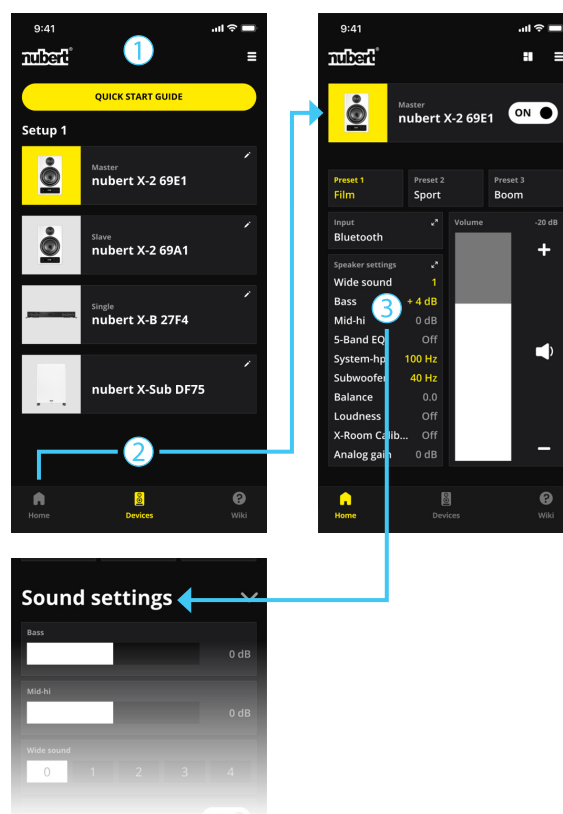 9:41
1
nubert®
QUICK START GUIDE
Setup 1
Master
nubert X-2 69E1
Slave
nubert X-2 69A1
Single
nubert X-B 27F4
nubert X-Sub DF75
2
Home
Devices
Wiki
9:41
nubert®
Master
nubert X-2 69E1
ON
Preset 1
Film
Preset 2
Sport
Preset 3
Boom
Input
Bluetooth
Volume
-20 dB
+
Speaker settings
Wide sound 1
Bass + 4 dB
3
Mid-hi 0 dB
5-Band EQ Off
System-hp 100 Hz
Subwoofer 40 Hz
Balance 0.0
Loudness Off
X-Room Calib... Off
Analog gain 0 dB
−
Home
Devices
?
Wiki
Sound settings
Bass
0 dB
Mid-hi
0 dB
Wide sound
0 1 2 3 4